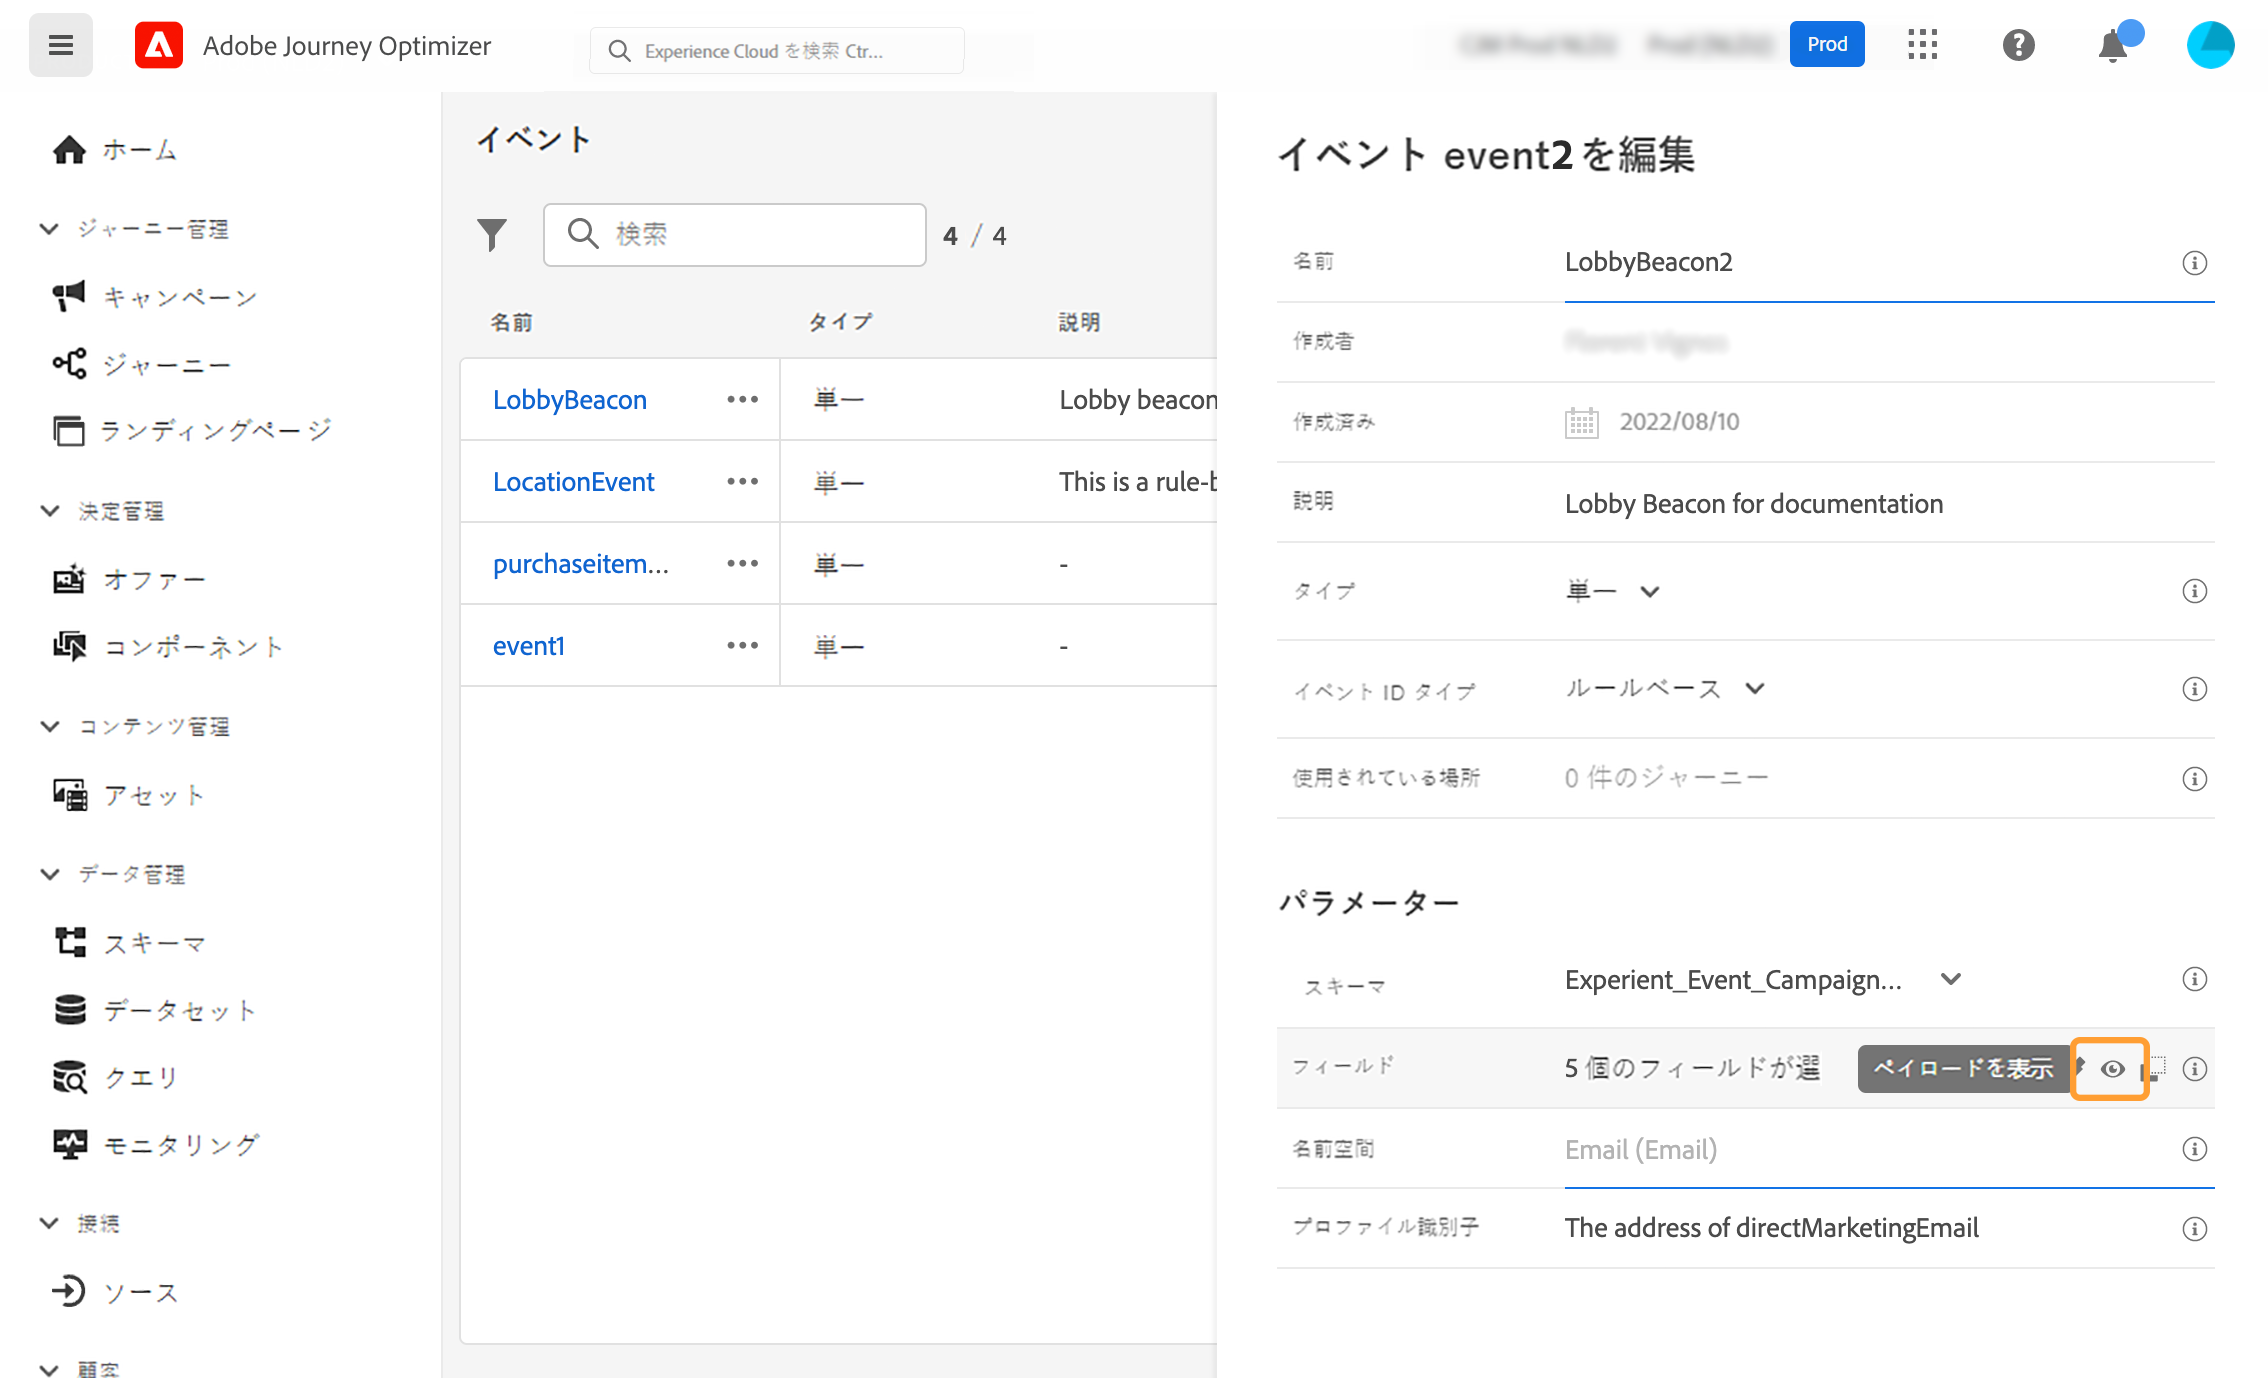 Adobe Journey Optimizer
Experience Cloud を検索 Ctr...
Prod
ホーム
ジャーニー管理
キャンペーン
ジャーニー
ランディングページ
決定管理
オファー
コンポーネント
コンテンツ管理
アセット
データ管理
スキーマ
データセット
クエリ
モニタリング
接続
ソース
顧客
イベント
検索
4 / 4
名前 タイプ 説明
LobbyBeacon ••• 単一 Lobby beacon
LocationEvent ••• 単一 This is a rule-b
purchaseitem... ••• 単一 -
event1 ••• 単一 -
イベント event2 を編集
名前 LobbyBeacon2
作成者
作成済み 2022/08/10
説明 Lobby Beacon for documentation
タイプ 単一
イベント ID タイプ ルールベース
使用されている場所 0 件のジャーニー
パラメーター
スキーマ Experient_Event_Campaign...
フィールド 5 個のフィールドが選 ペイロードを表示
名前空間 Email (Email)
プロファイル識別子 The address of directMarketingEmail